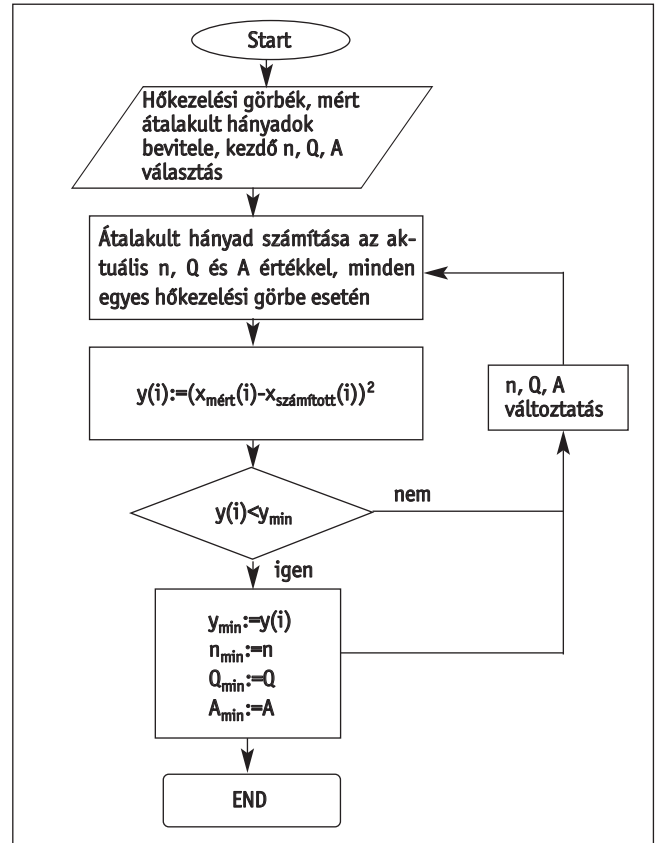 Start
Hőkezelési görbék, mért
átalakult hányadok
bevitele, kezdő n, Q, A
választás
Átalakult hányad számítása az ak-
tuális n, Q és A értékkel, minden
egyes hőkezelési görbe esetén
y(i):=(xmért(i)-xszámított(i))²
n, Q, A
változtatás
y(i)<ymin
nem
igen
ymin:=y(i)
nmin:=n
Qmin:=Q
Amin:=A
END